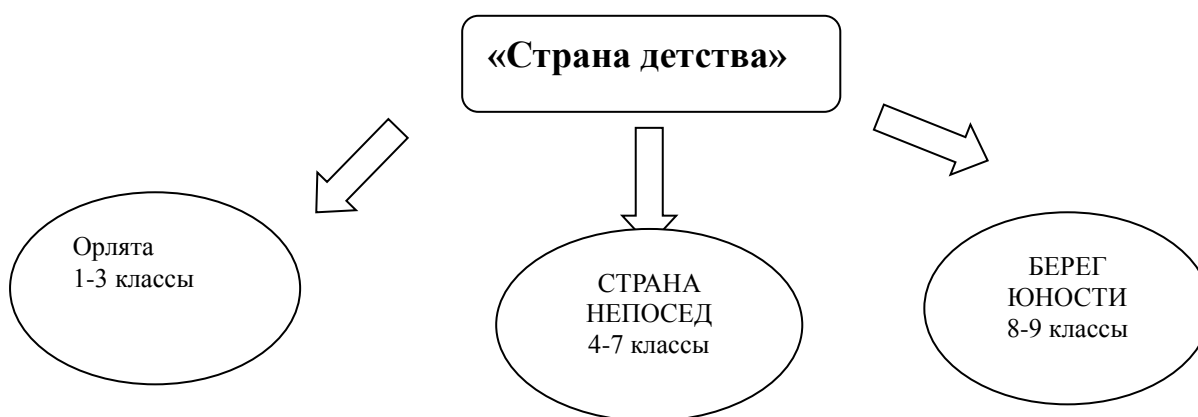 «Страна детства»
Орлята
1-3 классы
СТРАНА
НЕПОСЕД
4-7 классы
БЕРЕГ
ЮНОСТИ
8-9 классы